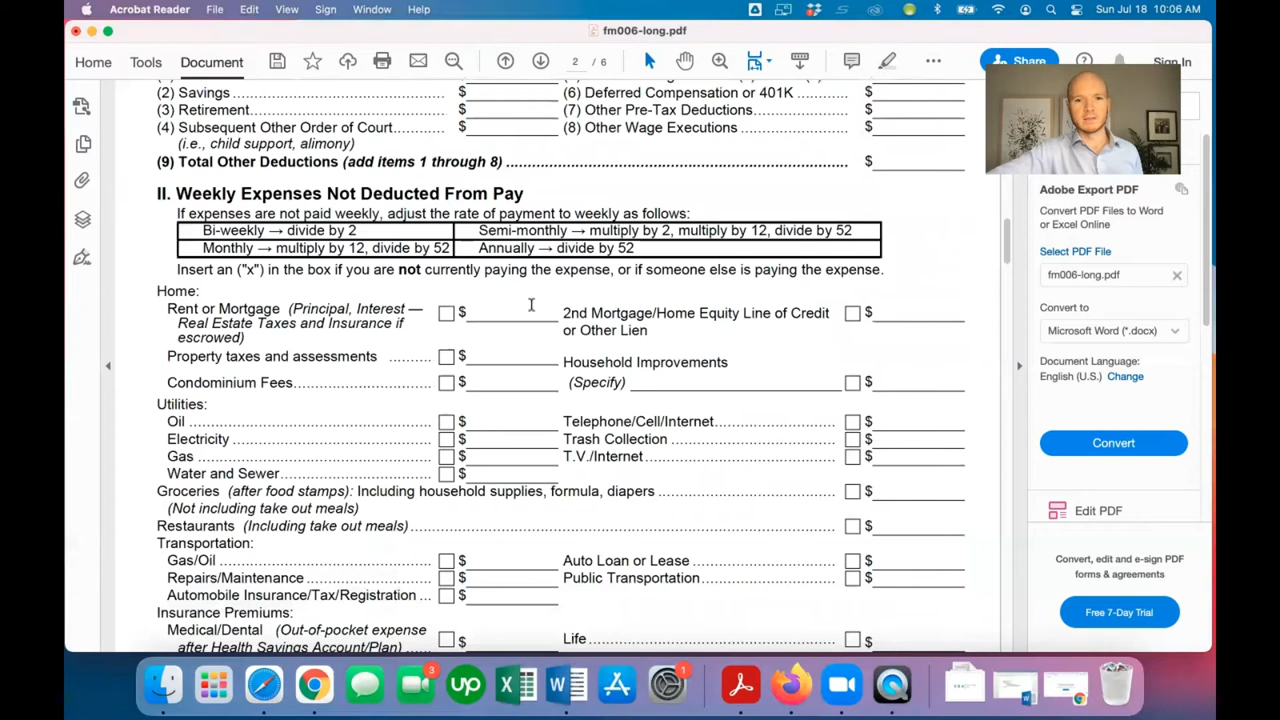 Acrobat Reader File Edit View Sign Window Help
Sun Jul 18 10:06 AM
fm006-long.pdf
Home Tools Document
2 / 6
Share
Sign In
(2) Savings $ (6) Deferred Compensation or 401K $
(3) Retirement $ (7) Other Pre-Tax Deductions $
(4) Subsequent Other Order of Court $ (8) Other Wage Executions $
(i.e., child support, alimony)
(9) Total Other Deductions (add items 1 through 8) $
II. Weekly Expenses Not Deducted From Pay
If expenses are not paid weekly, adjust the rate of payment to weekly as follows:
Bi-weekly → divide by 2 Semi-monthly → multiply by 2, multiply by 12, divide by 52
Monthly → multiply by 12, divide by 52 Annually → divide by 52
Insert an ("x") in the box if you are not currently paying the expense, or if someone else is paying the expense.
Home:
Rent or Mortgage (Principal, Interest — $ 2nd Mortgage/Home Equity Line of Credit $
Real Estate Taxes and Insurance if or Other Lien
escrowed)
Property taxes and assessments $ Household Improvements
Condominium Fees $ (Specify) $
Utilities:
Oil $ Telephone/Cell/Internet $
Electricity $ Trash Collection $
Gas $ T.V./Internet $
Water and Sewer $
Groceries (after food stamps): Including household supplies, formula, diapers $
(Not including take out meals)
Restaurants (Including take out meals) $
Transportation:
Gas/Oil $ Auto Loan or Lease $
Repairs/Maintenance $ Public Transportation $
Automobile Insurance/Tax/Registration $
Insurance Premiums:
Medical/Dental (Out-of-pocket expense $ Life $
after Health Savings Account/Plan)
Adobe Export PDF
Convert PDF Files to Word
or Excel Online
Select PDF File
fm006-long.pdf
Convert to
Microsoft Word (*.docx)
Document Language:
English (U.S.) Change
Convert
Edit PDF
Convert, edit and e-sign PDF
forms & agreements
Free 7-Day Trial
3
up
1